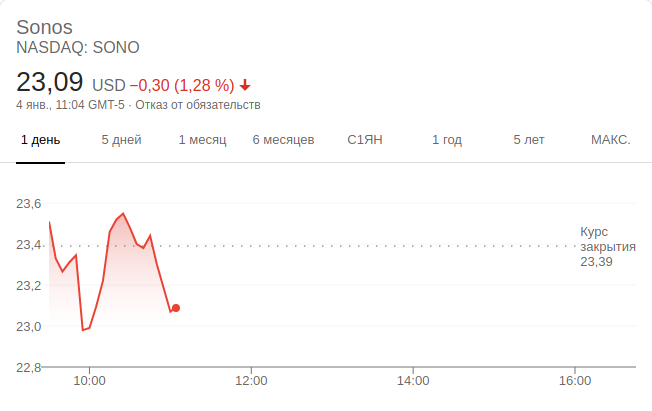 Sonos
NASDAQ: SONO
23,09 USD −0,30 (1,28 %)
4 янв., 11:04 GMT-5 · Отказ от обязательств
1 день 5 дней 1 месяц 6 месяцев С1ЯН 1 год 5 лет МАКС.
23,6
Курс
23,4 закрытия
23,39
23,2
23,0
22,8
10:00 12:00 14:00 16:00